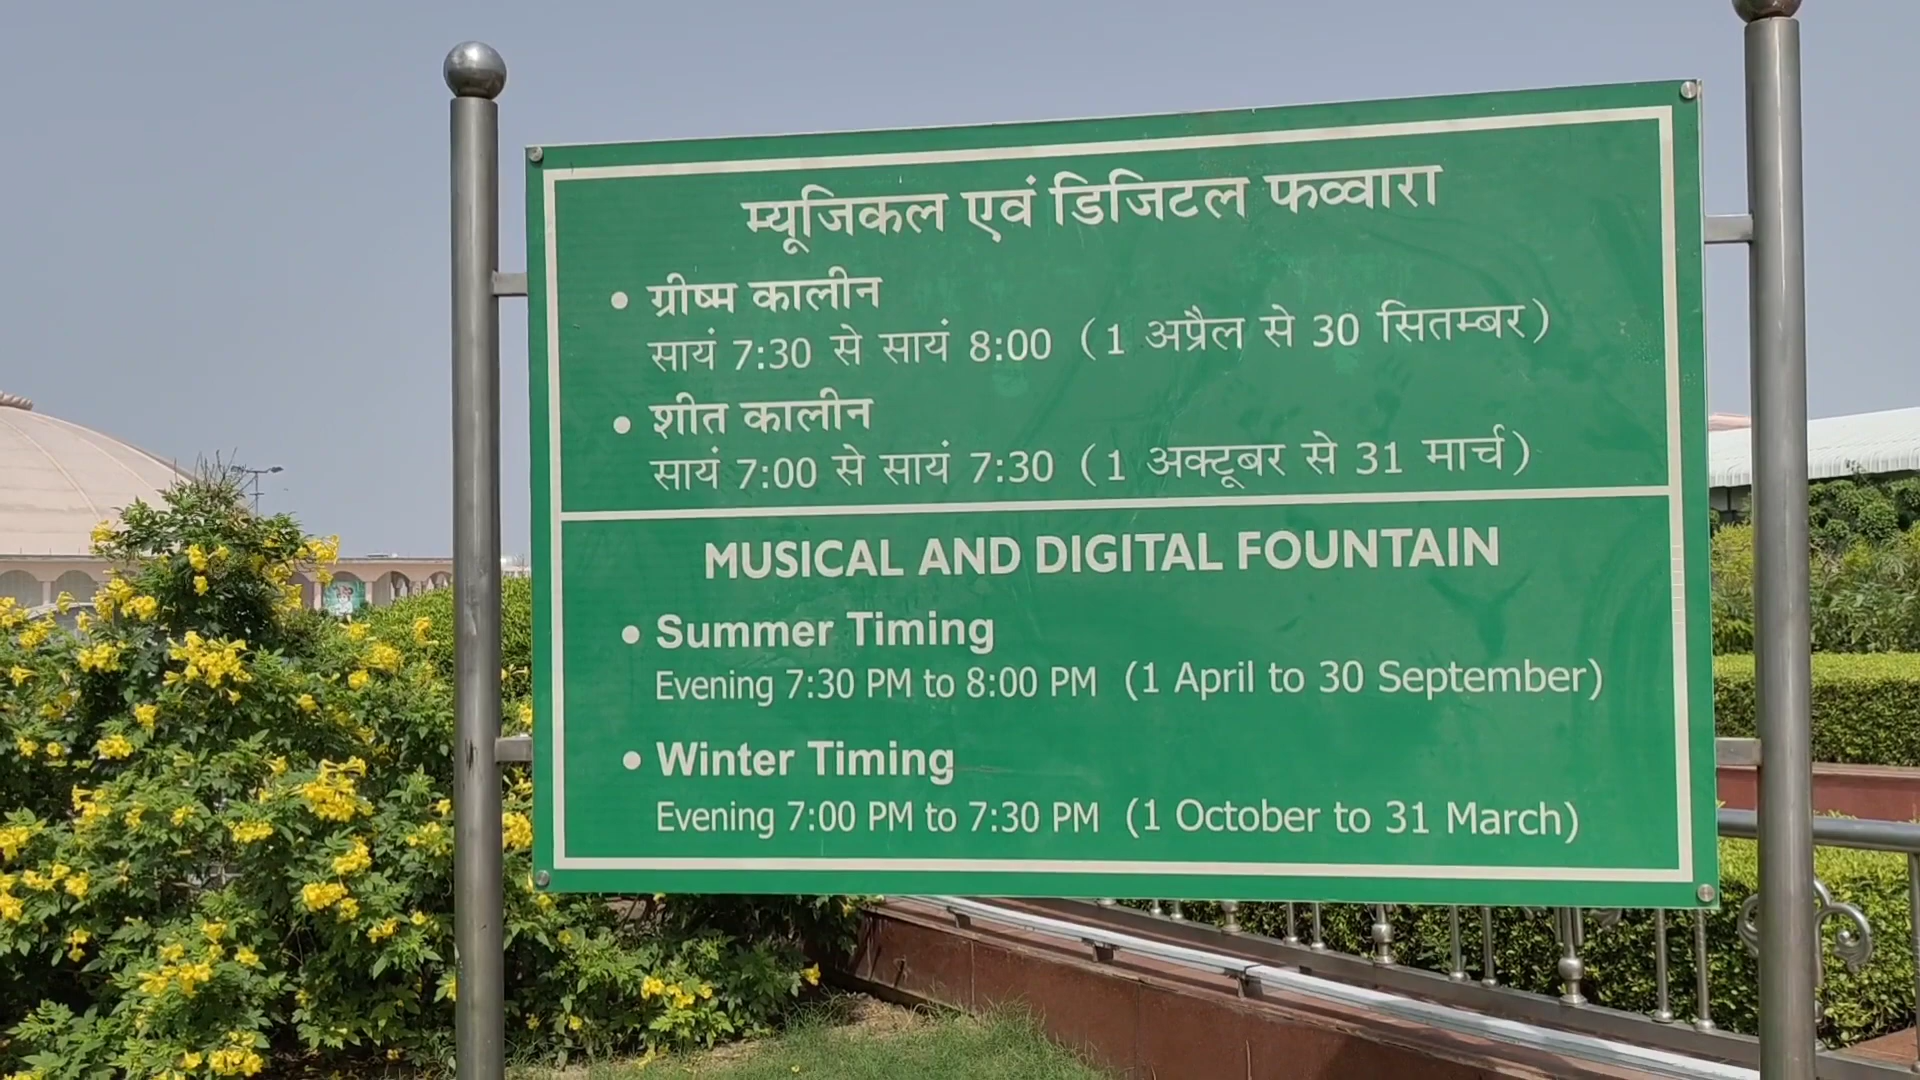 म्यूजिकल एवं डिजिटल फव्वारा
• ग्रीष्म कालीन
सायं 7:30 से सायं 8:00 (1 अप्रैल से 30 सितम्बर)
• शीत कालीन
सायं 7:00 से सायं 7:30 (1 अक्टूबर से 31 मार्च)
MUSICAL AND DIGITAL FOUNTAIN
• Summer Timing
Evening 7:30 PM to 8:00 PM (1 April to 30 September)
• Winter Timing
Evening 7:00 PM to 7:30 PM (1 October to 31 March)